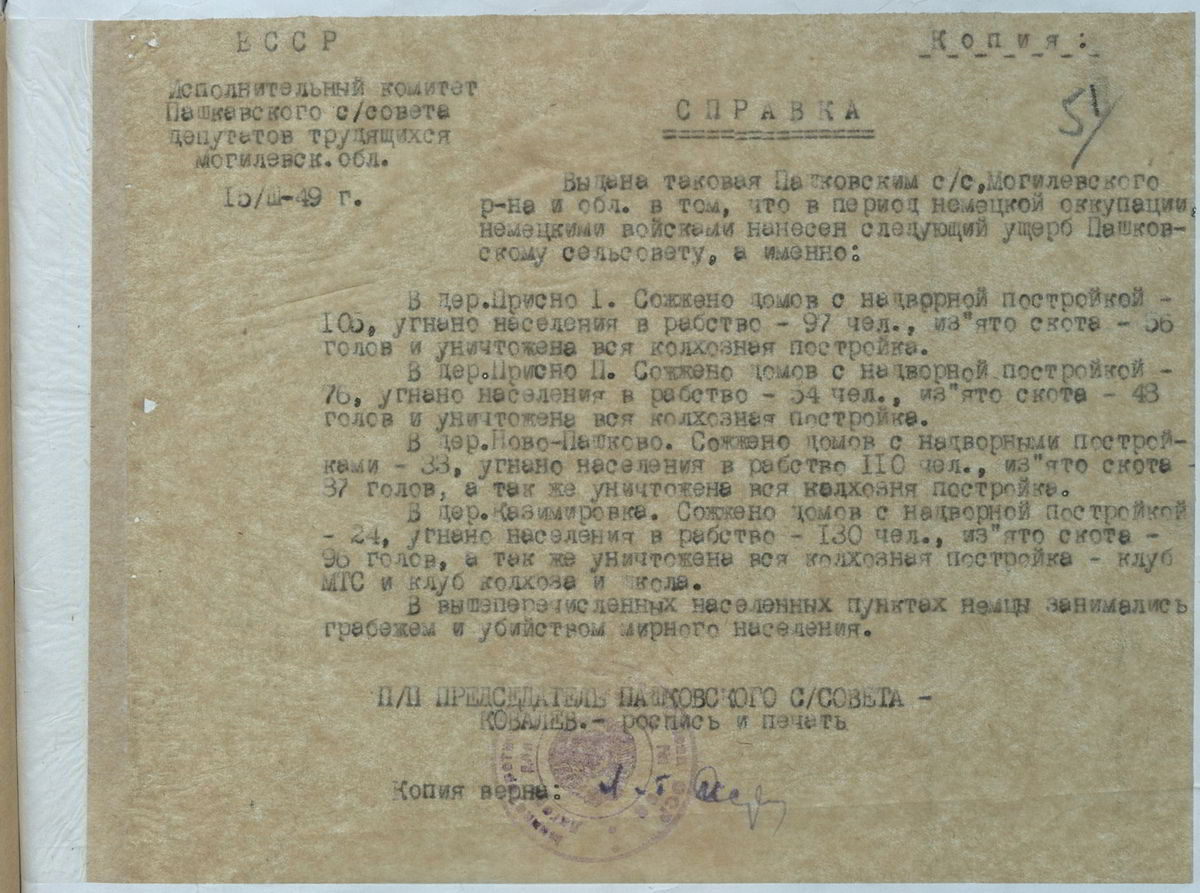 БССР
Копия:
51
Исполнительный комитет
Пашкавского с/совета
депутатов трудящихся
Могилевск.обл.
15/Ш-49 г.
СПРАВКА
Выдана таковая Пашковским с/с,Могилевского
р-на и обл. в том, что в период немецкой оккупации,
немецкими войсками нанесен следующий ущерб Пашков-
скому сельсовету, а именно:
В дер.Присно I. Сожжено домов с надворной постройкой -
105, угнано населения в рабство - 97 чел., из"ято скота - 56
голов и уничтожена вся колхозная постройка.
В дер.Присно П. Сожжено домов с надворной постройкой -
76, угнано населения в рабство - 54 чел., из"ято скота - 43
голов и уничтожена вся колхозная постройка.
В дер.Ново-Пашково. Сожжено домов с надворными построй-
ками - 33, угнано населения в рабство 110 чел., из"ято скота -
37 голов, а так же уничтожена вся калхозня постройка.
В дер.Казимировка. Сожжено домов с надворной постройкой
- 24, угнано населения в рабство - 130 чел., из"ято скота -
96 голов, а так же уничтожена вся колхозная постройка - клуб
МТС и клуб колхоза и школа.
В вышеперечисленных населенных пунктах немцы занимались
грабежем и убийством мирного населения.
П/П ПРЕДСЕДАТЕЛЬ ПАШКОВСКОГО С/СОВЕТА -
КОВАЛЕВ.- роспись и печать
Копия верна: